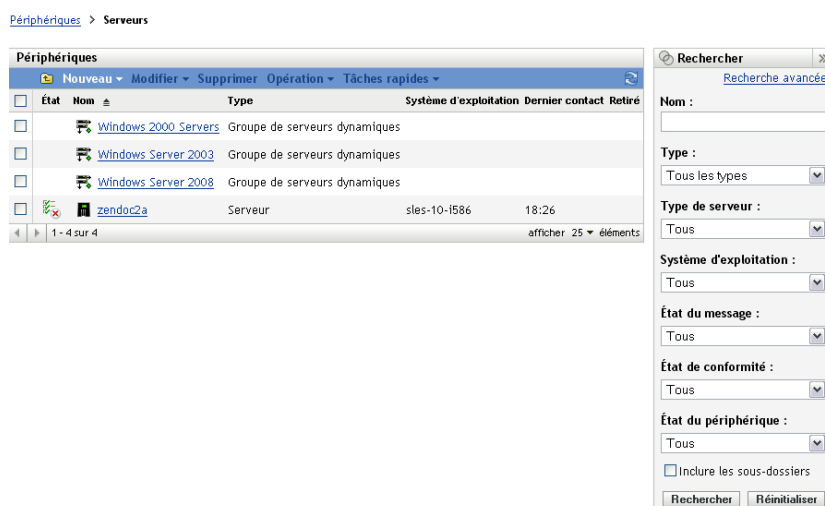 Périphériques > Serveurs
Périphériques
Nouveau Modifier Supprimer Opération Tâches rapides
État Nom Type Système d'exploitation Dernier contact Retiré
Windows 2000 Servers Groupe de serveurs dynamiques
Windows Server 2003 Groupe de serveurs dynamiques
Windows Server 2008 Groupe de serveurs dynamiques
zendoc2a Serveur sles-10-i586 18:26
1 - 4 sur 4 afficher 25 éléments
Rechercher
Recherche avancée
Nom :
Type :
Tous les types
Type de serveur :
Tous
Système d'exploitation :
Tous
État du message :
Tous
État de conformité :
Tous
État du périphérique :
Tous
Inclure les sous-dossiers
Rechercher Réinitialiser